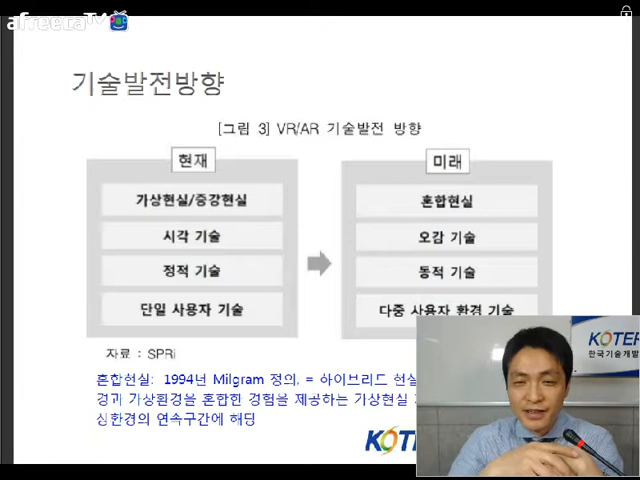 afreecaTV
기술발전방향
[그림 3] VR/AR 기술발전 방향
현재
미래
가상현실/증강현실
혼합현실
시각 기술
오감 기술
정적 기술
동적 기술
단일 사용자 기술
다중 사용자 환경 기술
자료 : SPRi
혼합현실: 1994년 Milgram 정의, = 하이브리드 현실
경과 가상환경을 혼합한 경험을 제공하는 가상현실
상환경의 연속구간에 해당
KOTE
KOTER
한국기술개발